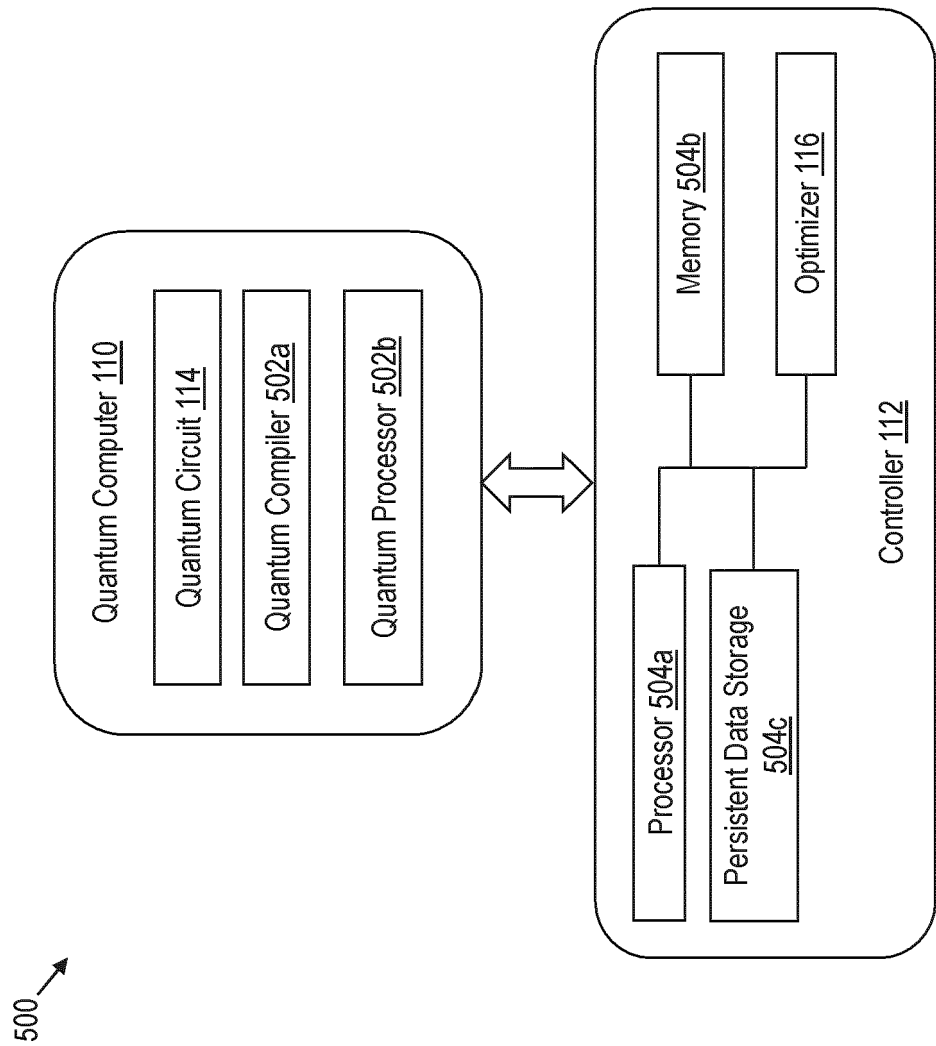 500
Quantum Computer 110
Quantum Circuit 114
Quantum Compiler 502a
Quantum Processor 502b
Processor 504a
Persistent Data Storage
504c
Memory 504b
Optimizer 116
Controller 112